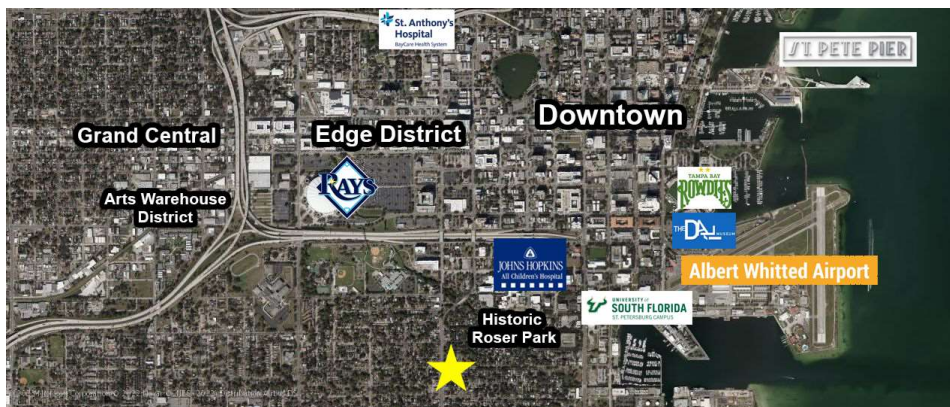 St. Anthony's
Hospital
BayCare Health System
ST. PETE PIER
Downtown
Edge District
Grand Central
RAYS
TAMPA BAY
ROWDIES
Arts Warehouse
District
THE DALI MUSEUM
JOHNS HOPKINS
All Children's Hospital
Albert Whitted Airport
UNIVERSITY of
SOUTH FLORIDA
ST. PETERSBURG CAMPUS
Historic
Roser Park